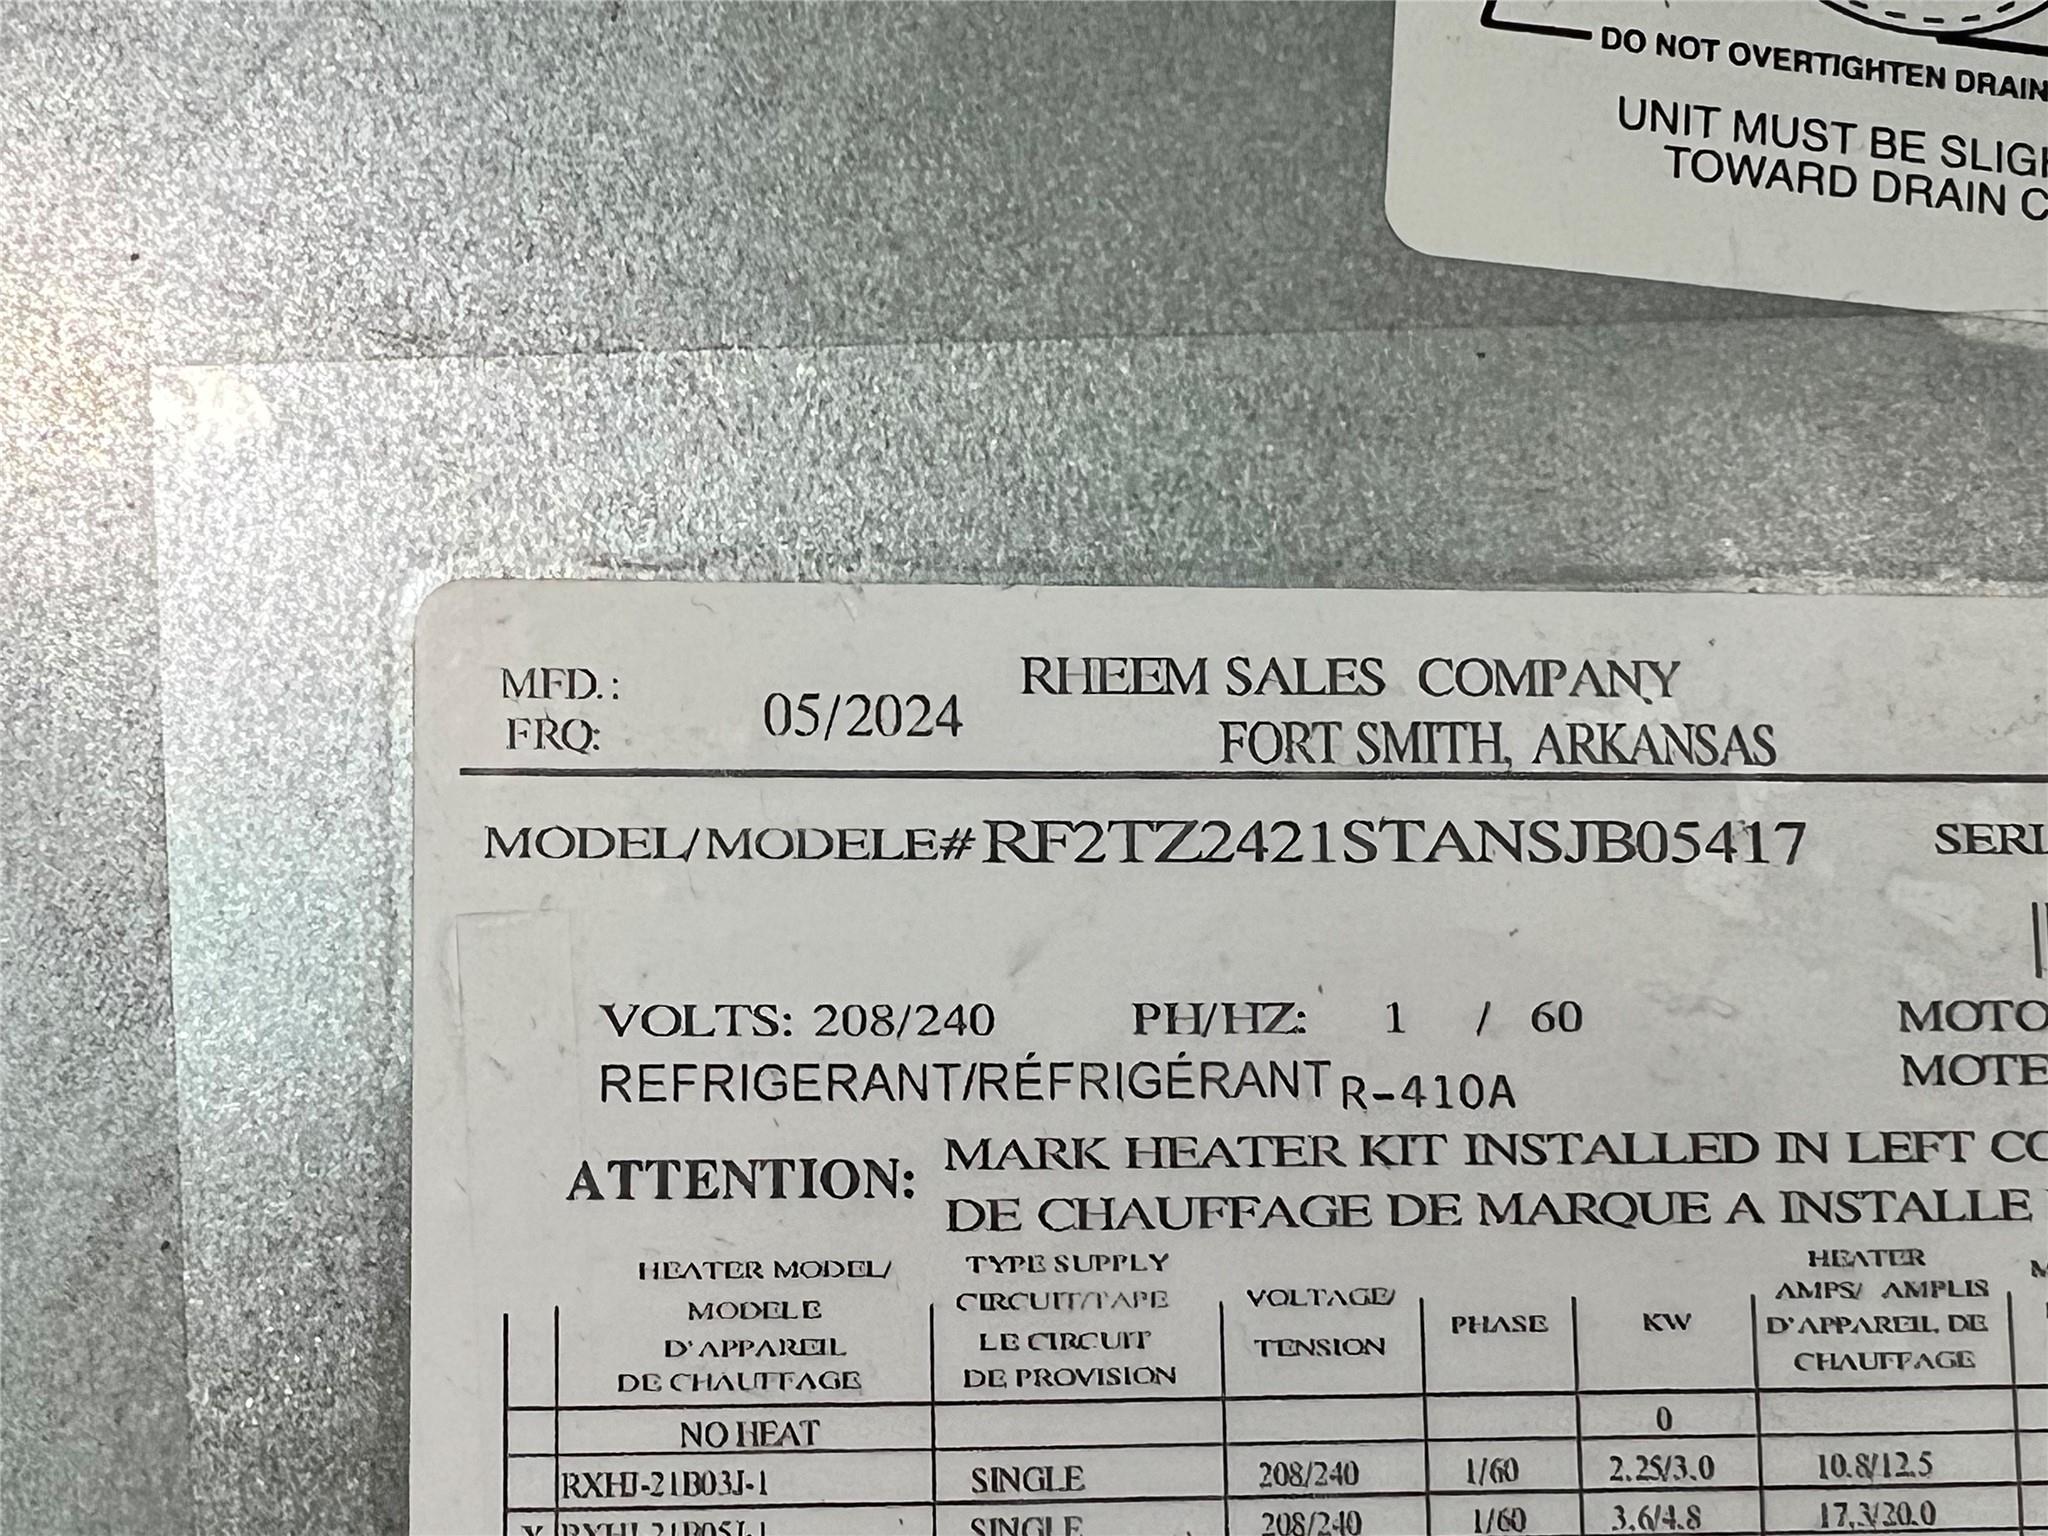 DO NOT OVERTIGHTEN DRAIN
UNIT MUST BE
TOWARD DRAIN
MFD.:
FRQ:
05/2024
RHEEM SALES COMPANY
FORT SMITH, ARKANSAS
MODEL/MODELE# RF2TZ2421STANSJB05417
VOLTS: 208/240 PH/HZ: 1 / 60
REFRIGERANT/RÉFRIGÉRANT R-410A
ATTENTION: MARK HEATER KIT INSTALLED IN LEFT
DE CHAUFFAGE DE MARQUE A INSTALLE
HEATER MODEL/
MODELE
D'APPAREIL
DE CHAUFFAGE
TYPE SUPPLY
CIRCUIT/TAPE
LE CIRCUIT
DE PROVISION
VOLTAGE/
TENSION
PHASE
KW
HEATER
AMPS/ AMPLIS
D'APPAREIL DE
CHAUFFAGE
NO HEAT 0
RXHJ-21B03J-1 SINGLE 208/240 1/60 2.25/3.0 10.8/12.5
RXHJ-21B05J-1 SINGLE 208/240 1/60 3.6/4.8 17.3/20.0